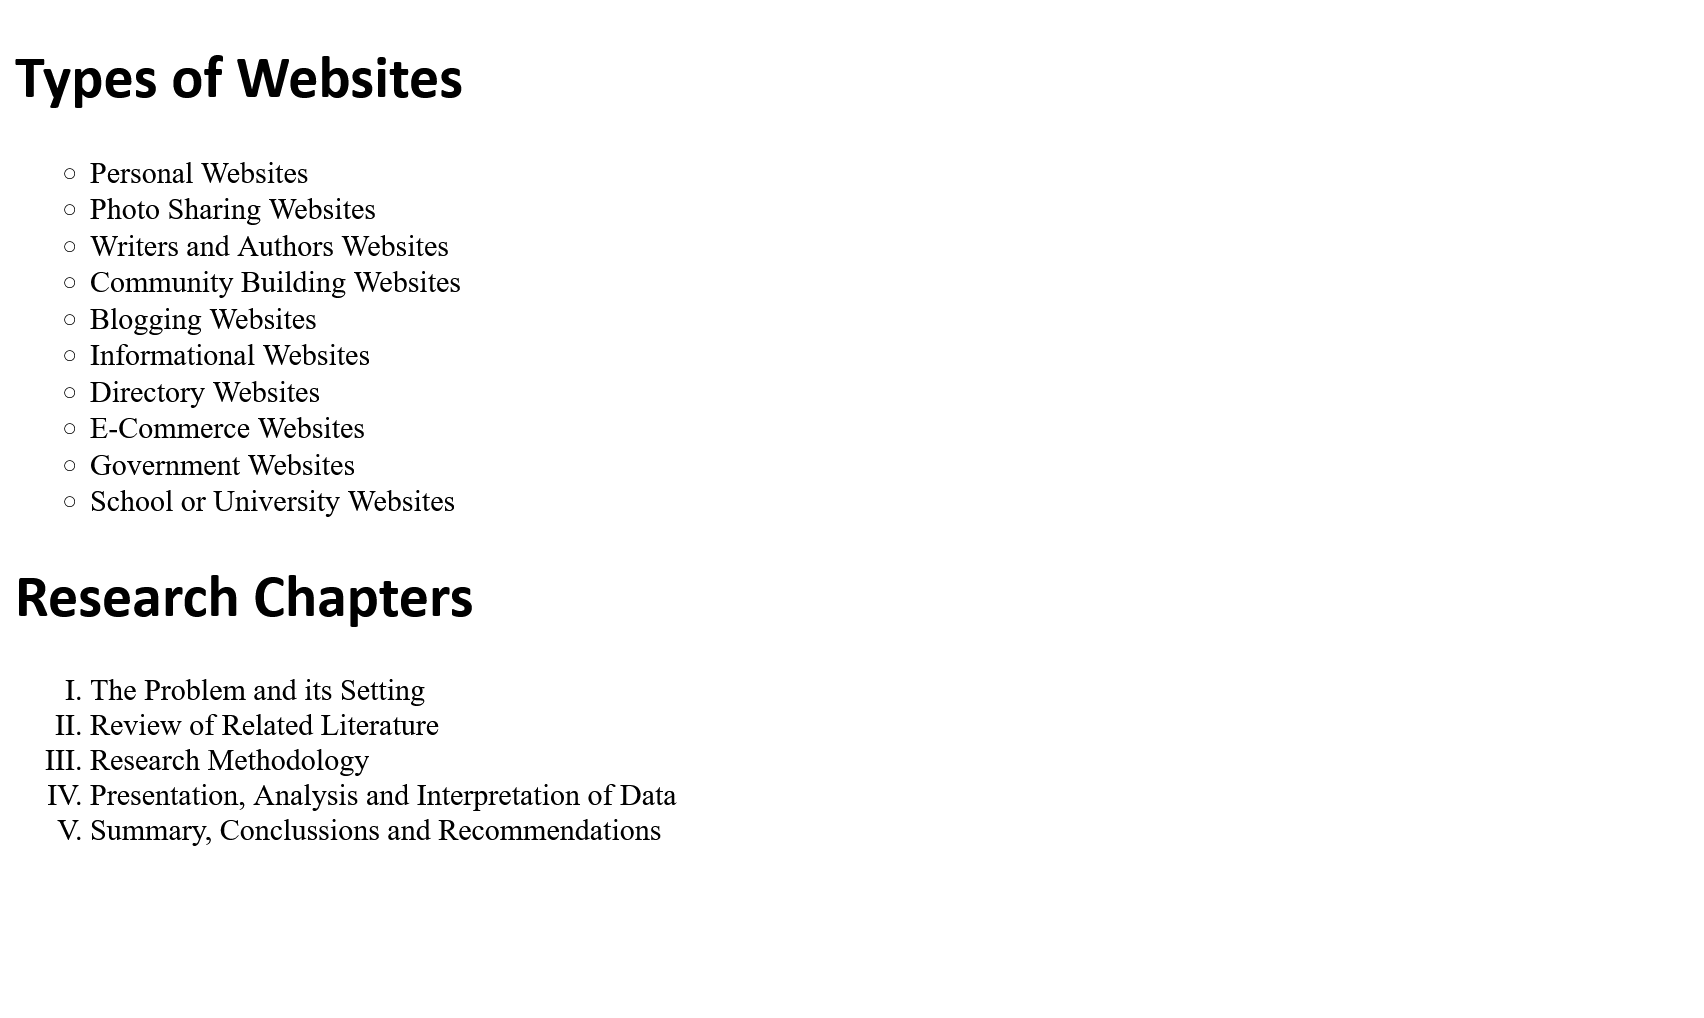 Types of Websites
Personal Websites
Photo Sharing Websites
Writers and Authors Websites
Community Building Websites
Blogging Websites
Informational Websites
Directory Websites
E-Commerce Websites
Government Websites
School or University Websites
Research Chapters
I. The Problem and its Setting
II. Review of Related Literature
III. Research Methodology
IV. Presentation, Analysis and Interpretation of Data
V. Summary, Conclussions and Recommendations